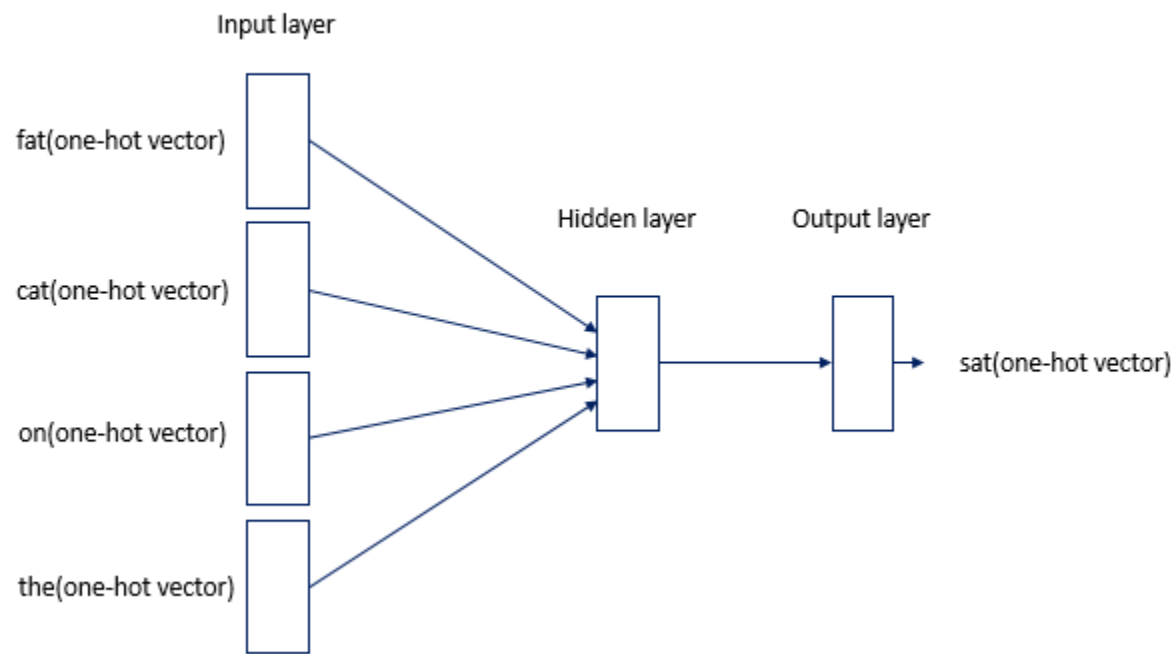 Input layer
fat(one-hot vector)
Hidden layer
Output layer
cat(one-hot vector)
sat(one-hot vector)
on(one-hot vector)
the(one-hot vector)